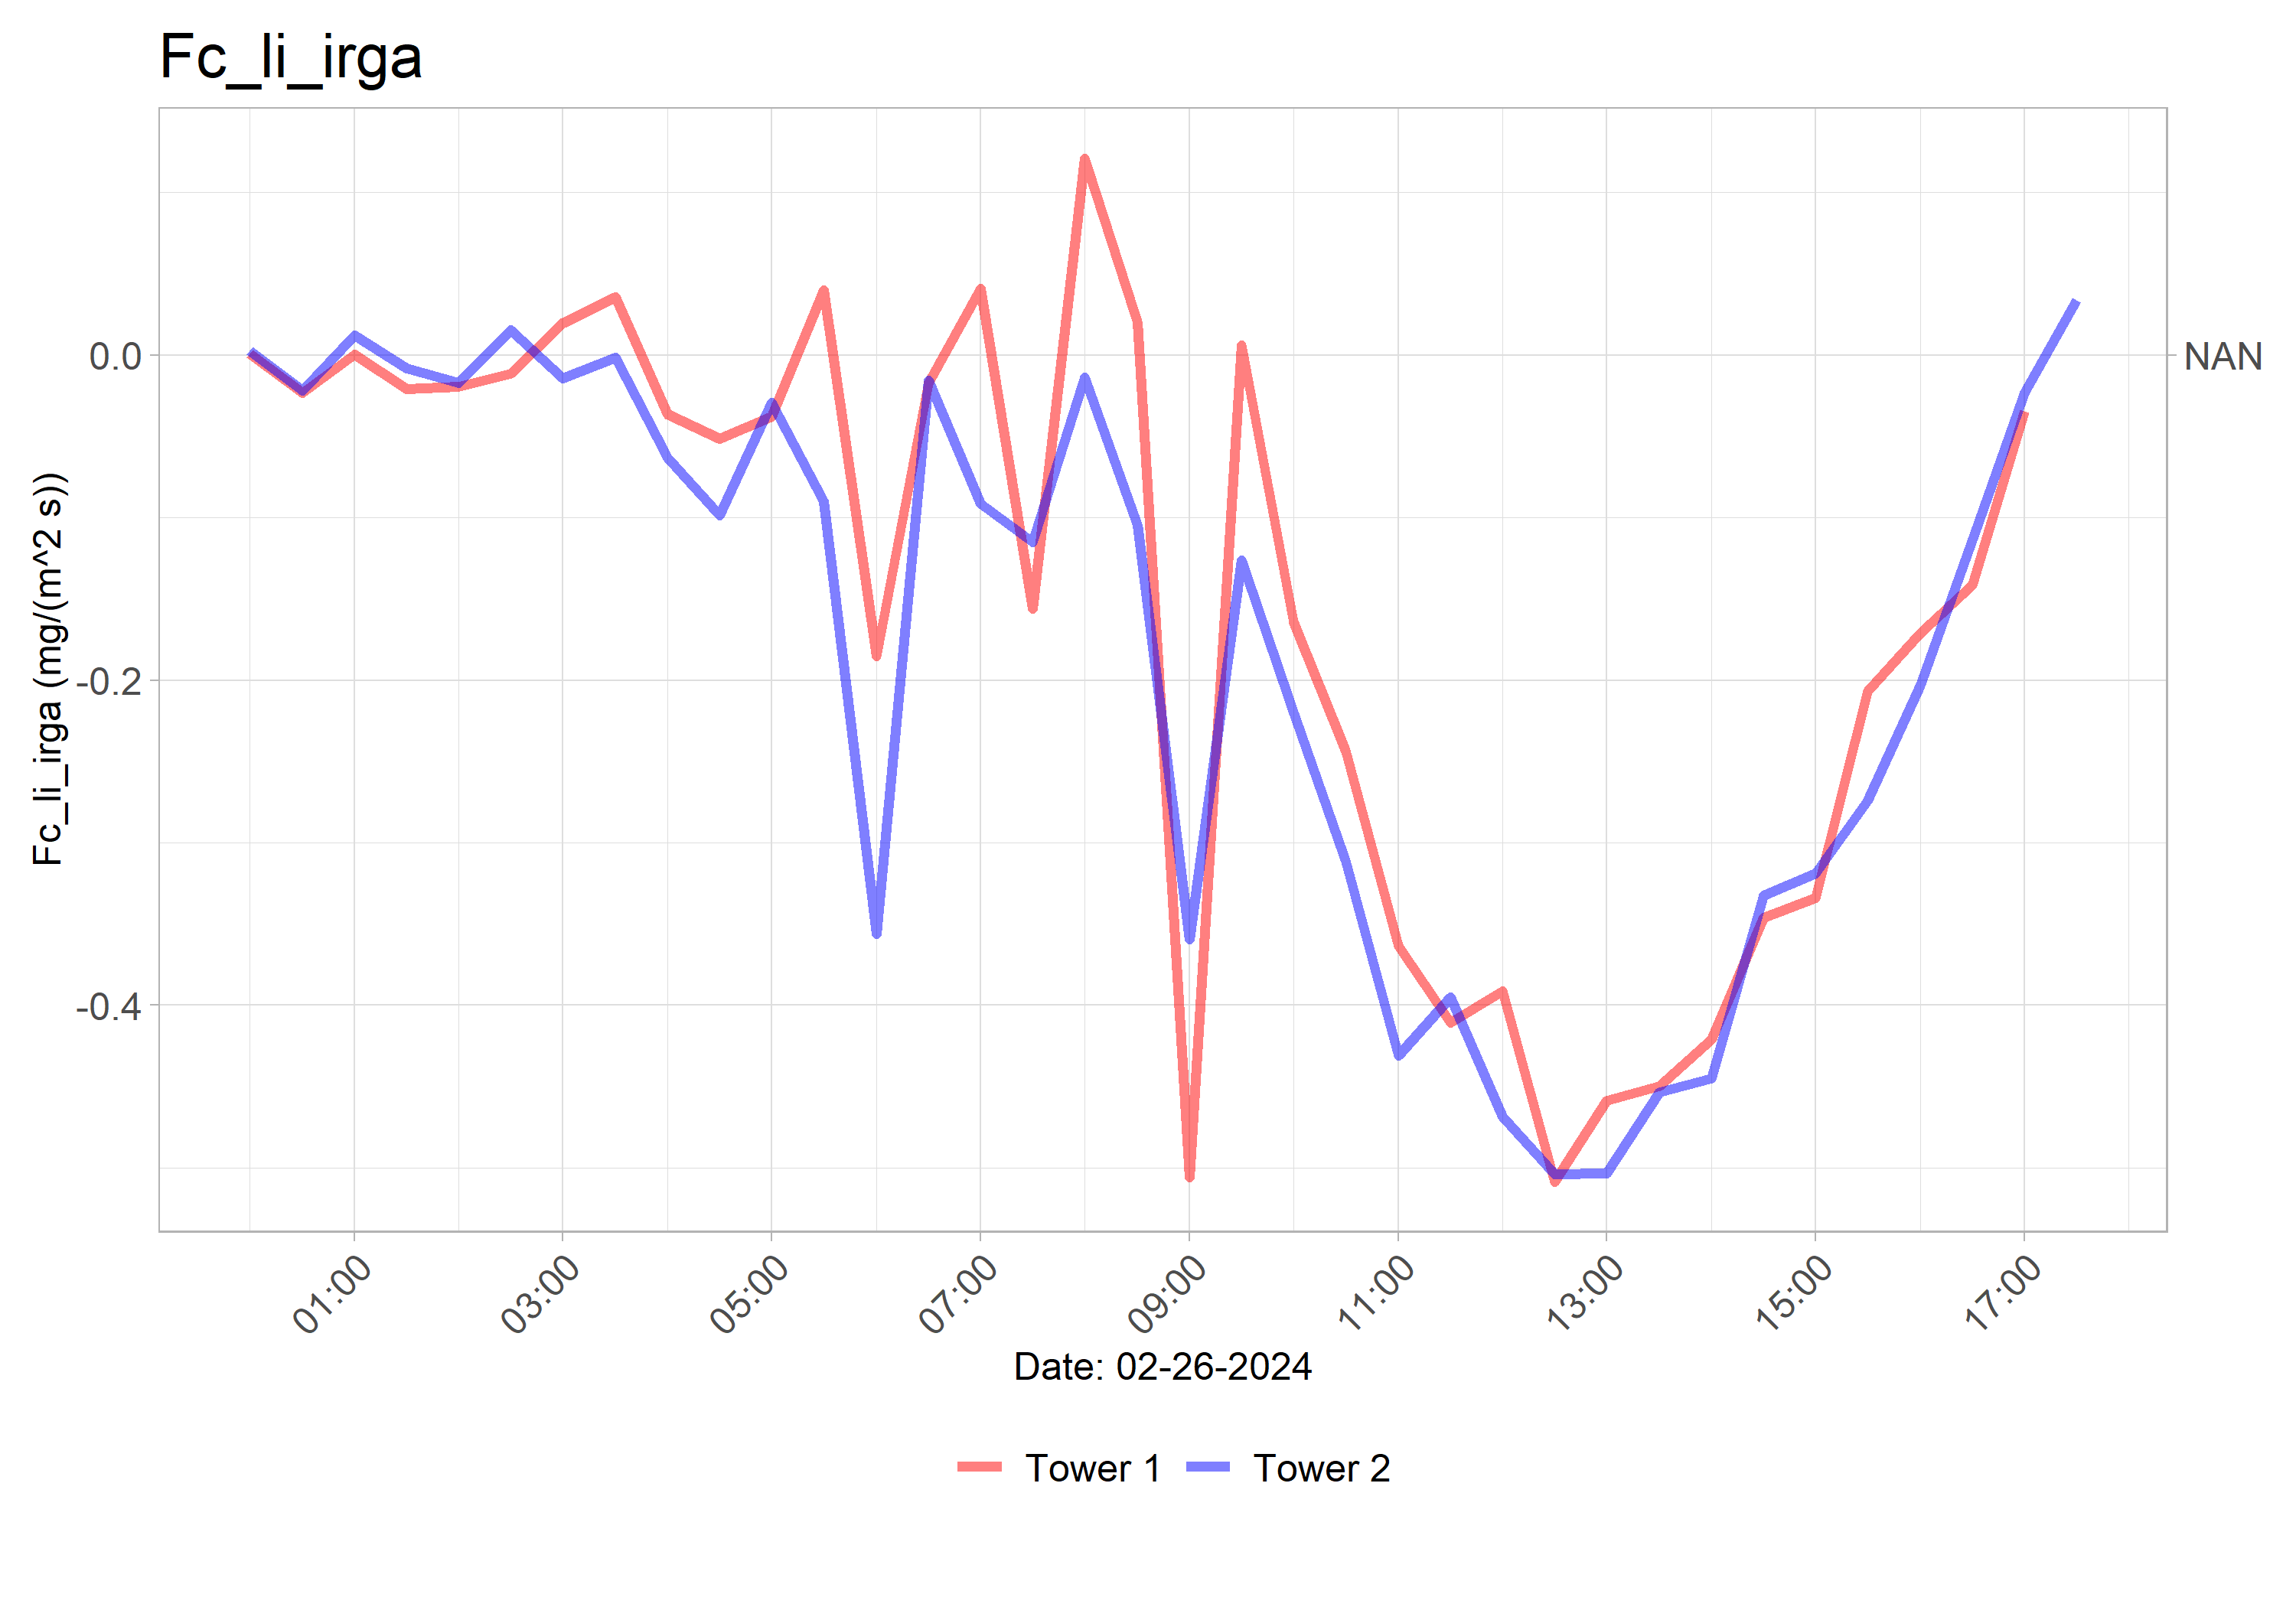 Fc_li_irga
Fc_li_irga (mg/(m^2 s))
0.0
-0.2
-0.4
NAN
01:00
03:00
05:00
07:00
09:00
11:00
13:00
15:00
17:00
Date: 02-26-2024
Tower 1
Tower 2